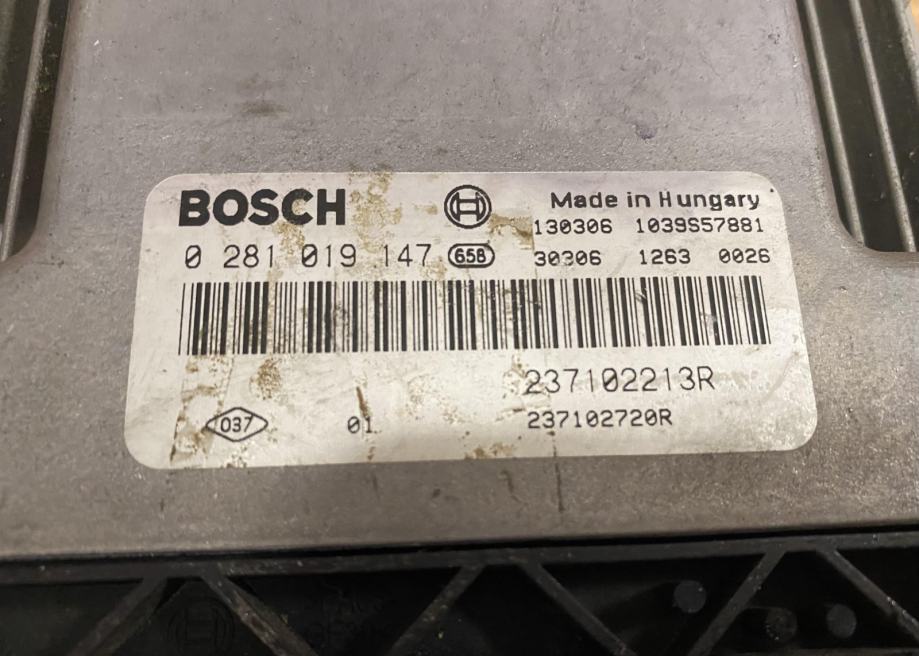 BOSCH
Made in Hungary
130306 1039S57881
0 281 019 147 658
30306 1263 0026
237102213R
037 01 237102720R